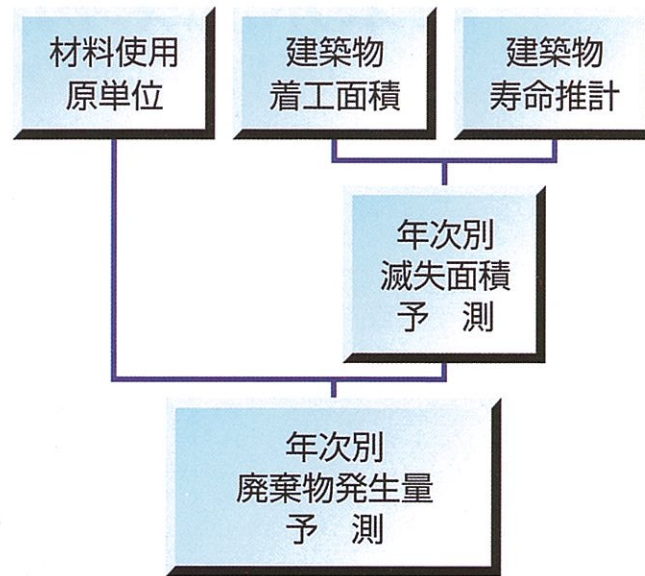 材料使用
原単位
建築物
着工面積
建築物
寿命推計
年次別
滅失面積
予　測
年次別
廃棄物発生量
予　測